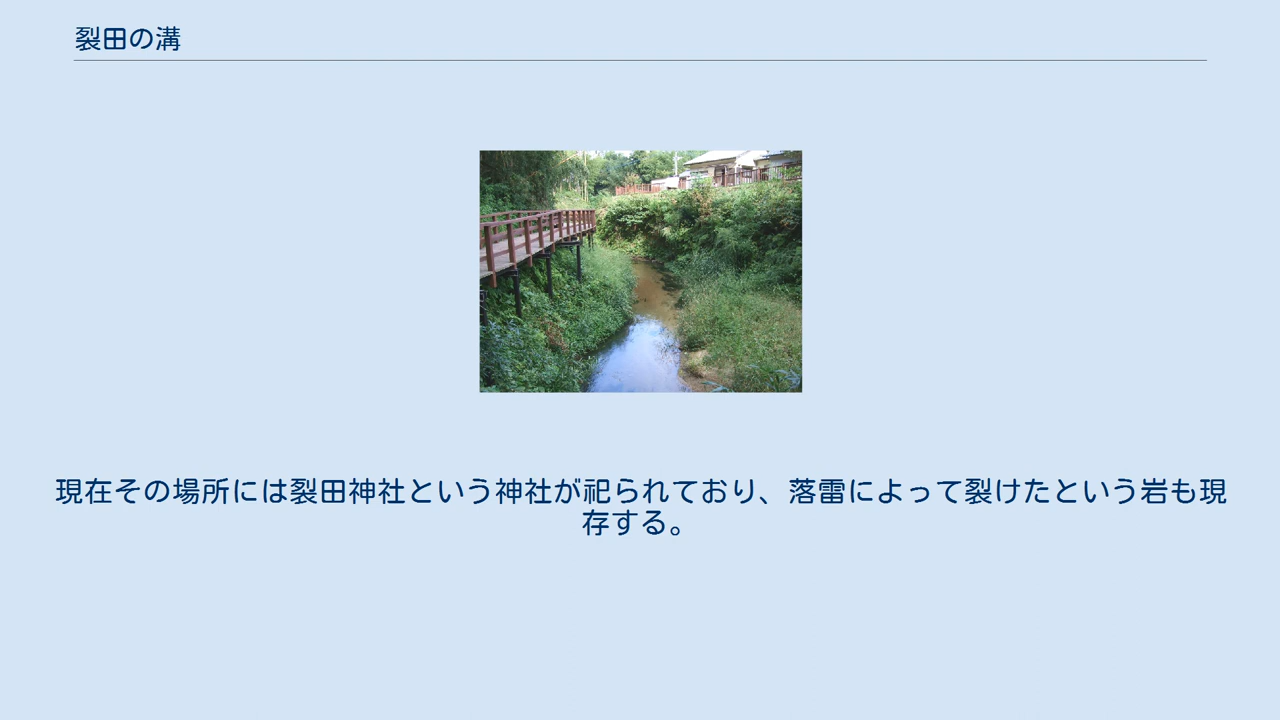 裂田の溝
現在その場所には裂田神社という神社が祀られており、落雷によって裂けたという岩も現
存する。